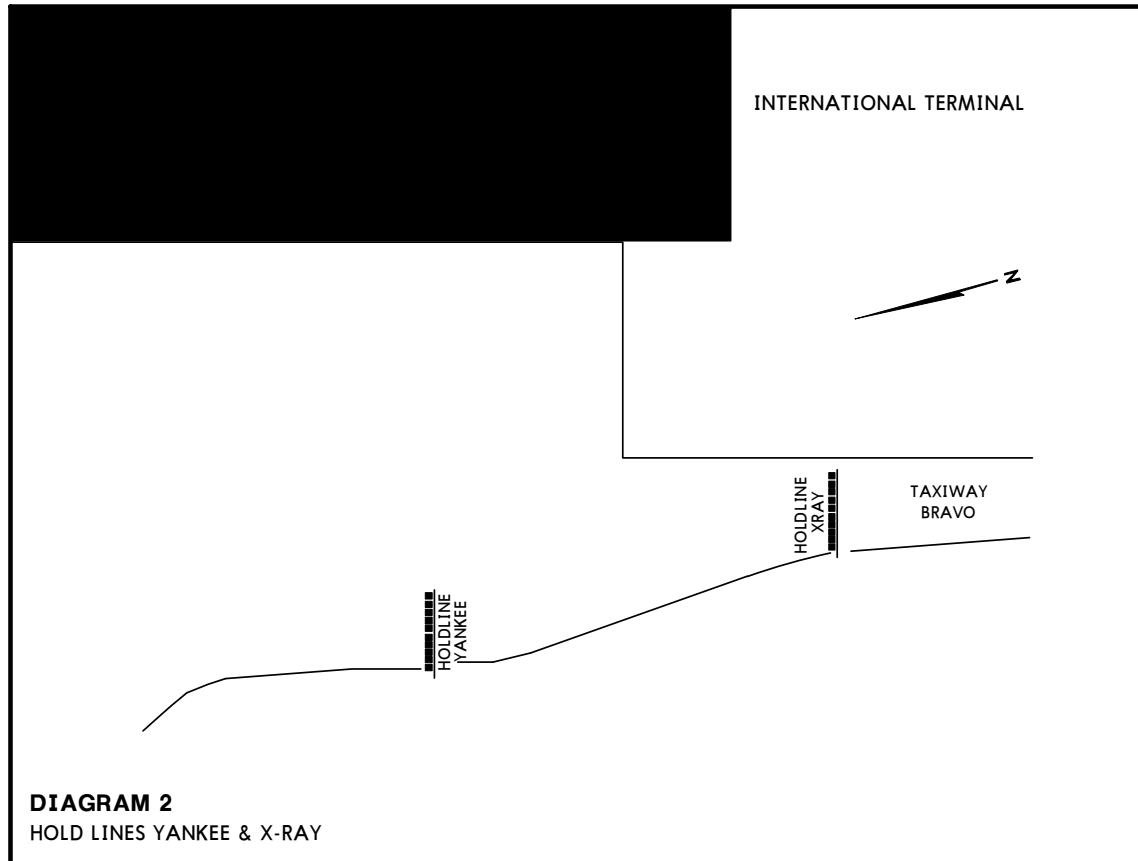 INTERNATIONAL TERMINAL
N
HOLDLINE
XRAY
TAXIWAY
BRAVO
HOLDLINE
YANKEE
DIAGRAM 2
HOLD LINES YANKEE & X-RAY